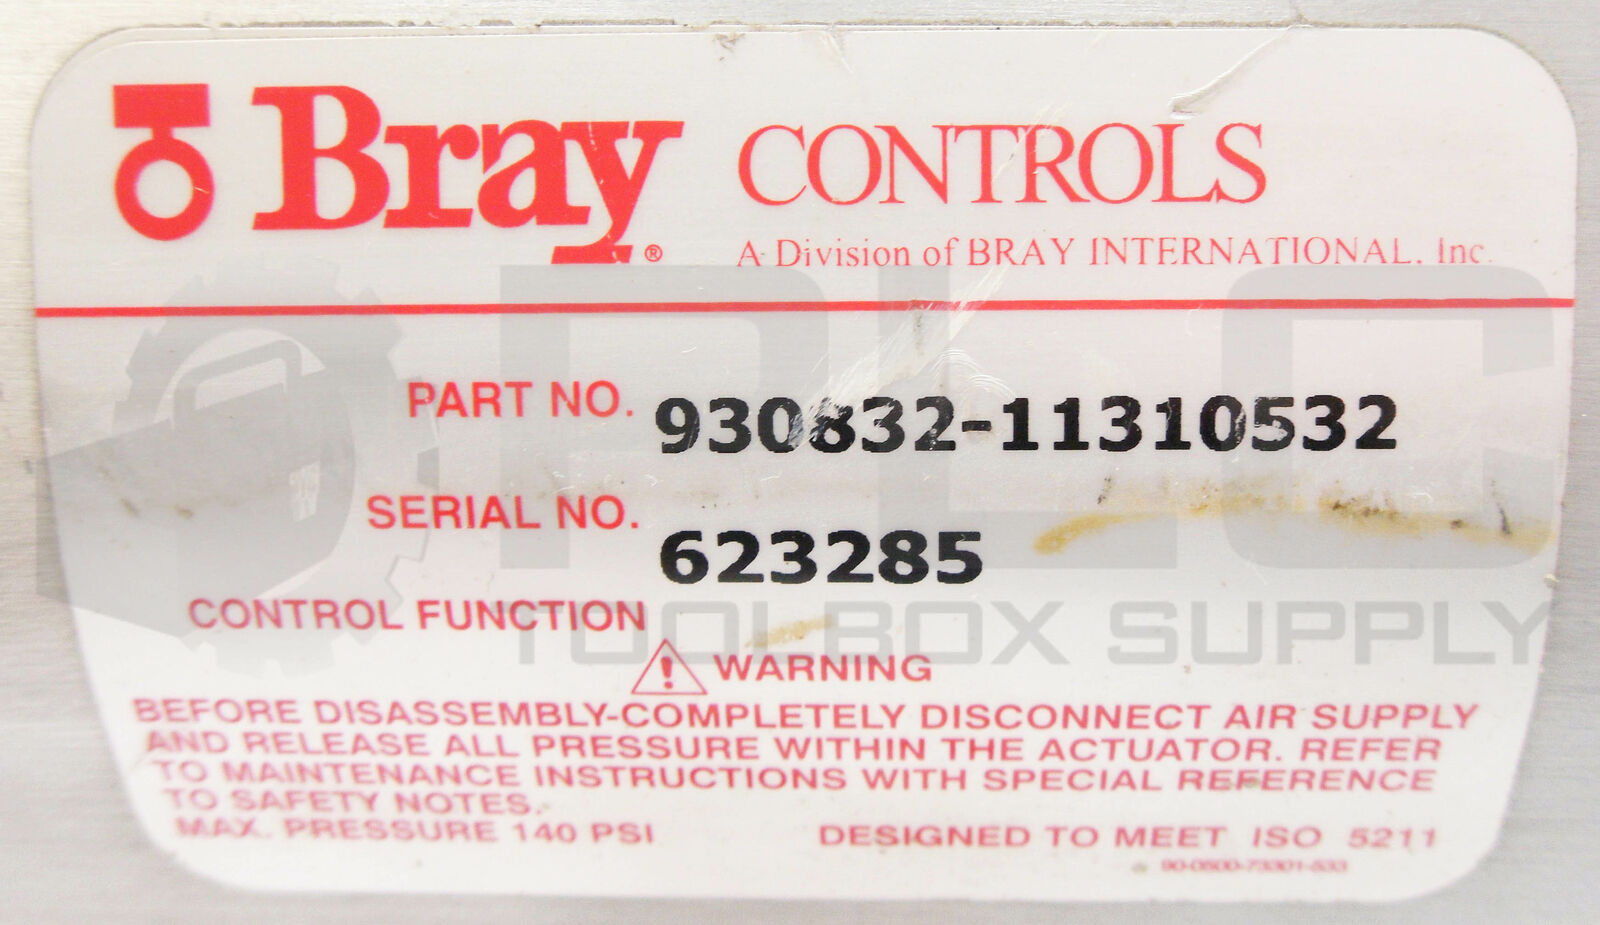 Bray® CONTROLS
A Division of BRAY INTERNATIONAL, Inc.
PART NO. 930832-11310532
SERIAL NO. 623285
CONTROL FUNCTION
! WARNING
BEFORE DISASSEMBLY-COMPLETELY DISCONNECT AIR SUPPLY
AND RELEASE ALL PRESSURE WITHIN THE ACTUATOR. REFER
TO MAINTENANCE INSTRUCTIONS WITH SPECIAL REFERENCE
TO SAFETY NOTES.
MAX. PRESSURE 140 PSI DESIGNED TO MEET ISO 5211
PLC
TOOLBOX SUPPLY